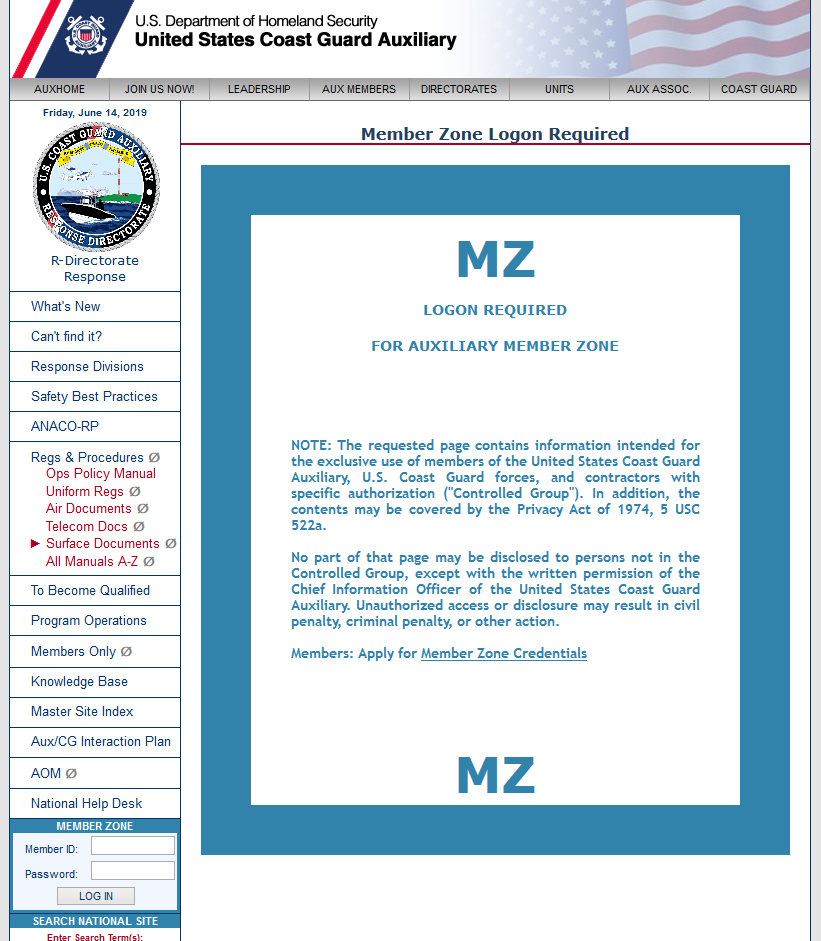 U.S. Department of Homeland Security
United States Coast Guard Auxiliary
AUXHOME JOIN US NOW! LEADERSHIP AUX MEMBERS DIRECTORATES UNITS AUX ASSOC. COAST GUARD
Friday, June 14, 2019
U.S. COAST GUARD AUXILIARY
RESPONSE DIRECTORATE
R-Directorate
Response
What's New
Can't find it?
Response Divisions
Safety Best Practices
ANACO-RP
Regs & Procedures Ø
Ops Policy Manual
Uniform Regs Ø
Air Documents Ø
Telecom Docs Ø
► Surface Documents Ø
All Manuals A-Z Ø
To Become Qualified
Program Operations
Members Only Ø
Knowledge Base
Master Site Index
Aux/CG Interaction Plan
AOM Ø
National Help Desk
MEMBER ZONE
Member ID:
Password:
LOG IN
SEARCH NATIONAL SITE
Enter Search Term(s):
Member Zone Logon Required
MZ
LOGON REQUIRED
FOR AUXILIARY MEMBER ZONE
NOTE: The requested page contains information intended for
the exclusive use of members of the United States Coast Guard
Auxiliary, U.S. Coast Guard forces, and contractors with
specific authorization ("Controlled Group"). In addition, the
contents may be covered by the Privacy Act of 1974, 5 USC
522a.
No part of that page may be disclosed to persons not in the
Controlled Group, except with the written permission of the
Chief Information Officer of the United States Coast Guard
Auxiliary. Unauthorized access or disclosure may result in civil
penalty, criminal penalty, or other action.
Members: Apply for Member Zone Credentials
MZ